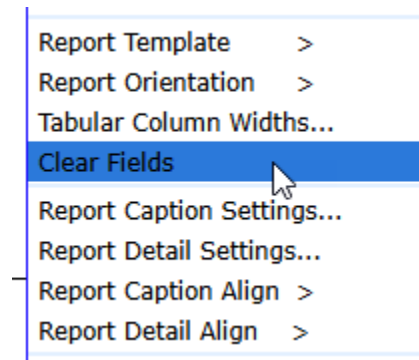 Report Template >
Report Orientation >
Tabular Column Widths...
Clear Fields
Report Caption Settings...
Report Detail Settings...
Report Caption Align >
Report Detail Align >